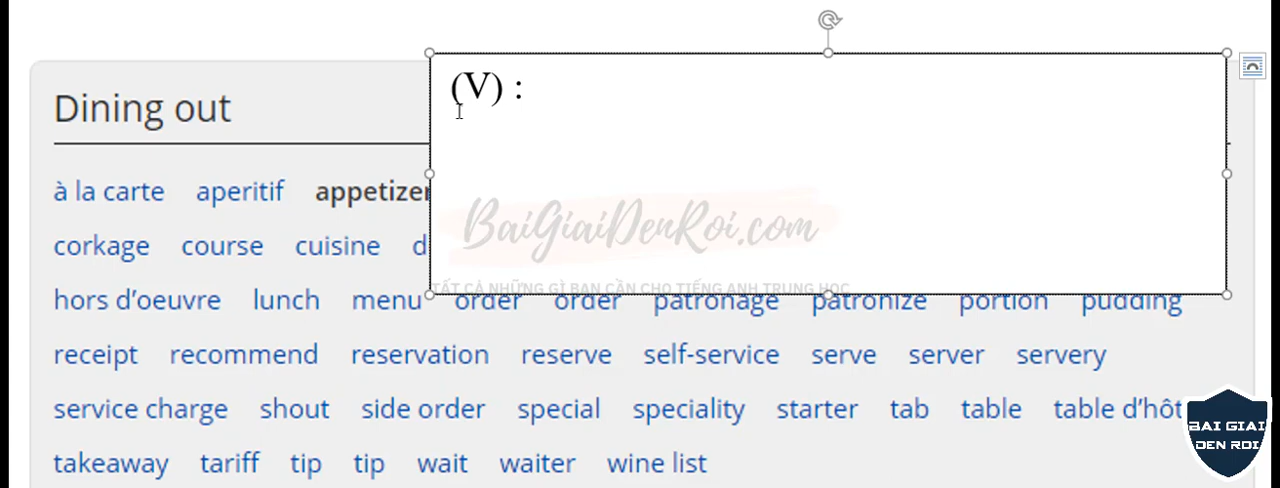 (V) :
Dining out
à la carte aperitif appetizer
corkage course cuisine d
BaiGiaiDenRoi.com
TẤT CẢ NHỮNG GÌ BẠN CẦN CHO TIẾNG ANH TRUNG HỌC
hors d’oeuvre lunch menu order order patronage patronize portion pudding
receipt recommend reservation reserve self-service serve server servery
service charge shout side order special speciality starter tab table table d’hôt
takeaway tariff tip tip wait waiter wine list
BAI GIAI
DEN ROI